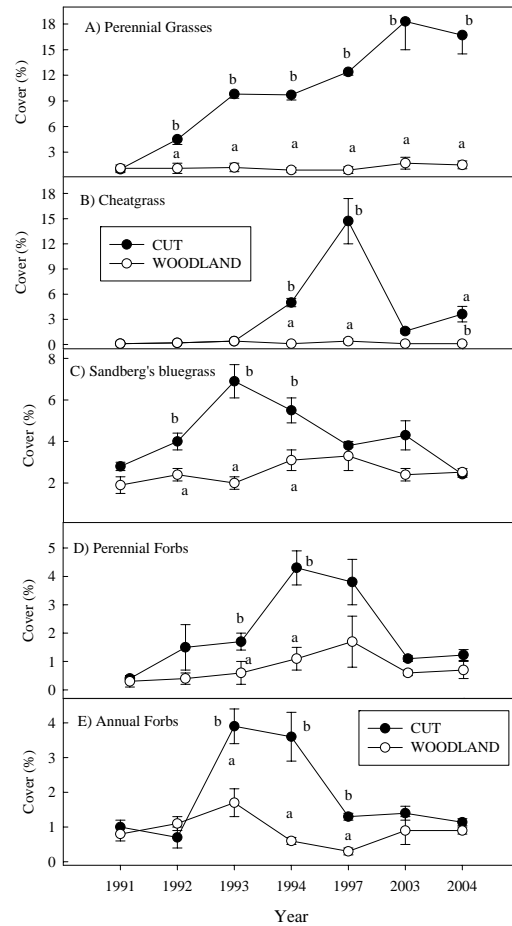 A) Perennial Grasses
Cover (%)
18
15
12
9
6
3
b b b b b b
a a a a a a
B) Cheatgrass
CUT
WOODLAND
Cover (%)
18
15
12
9
6
3
0
b b a
a a b
C) Sandberg's bluegrass
Cover (%)
8
6
4
2
b b b
a a a
D) Perennial Forbs
Cover (%)
5
4
3
2
1
0
b b
a a
E) Annual Forbs
CUT
WOODLAND
Cover (%)
4
3
2
1
0
b b b
a a a
1991 1992 1993 1994 1997 2003 2004
Year